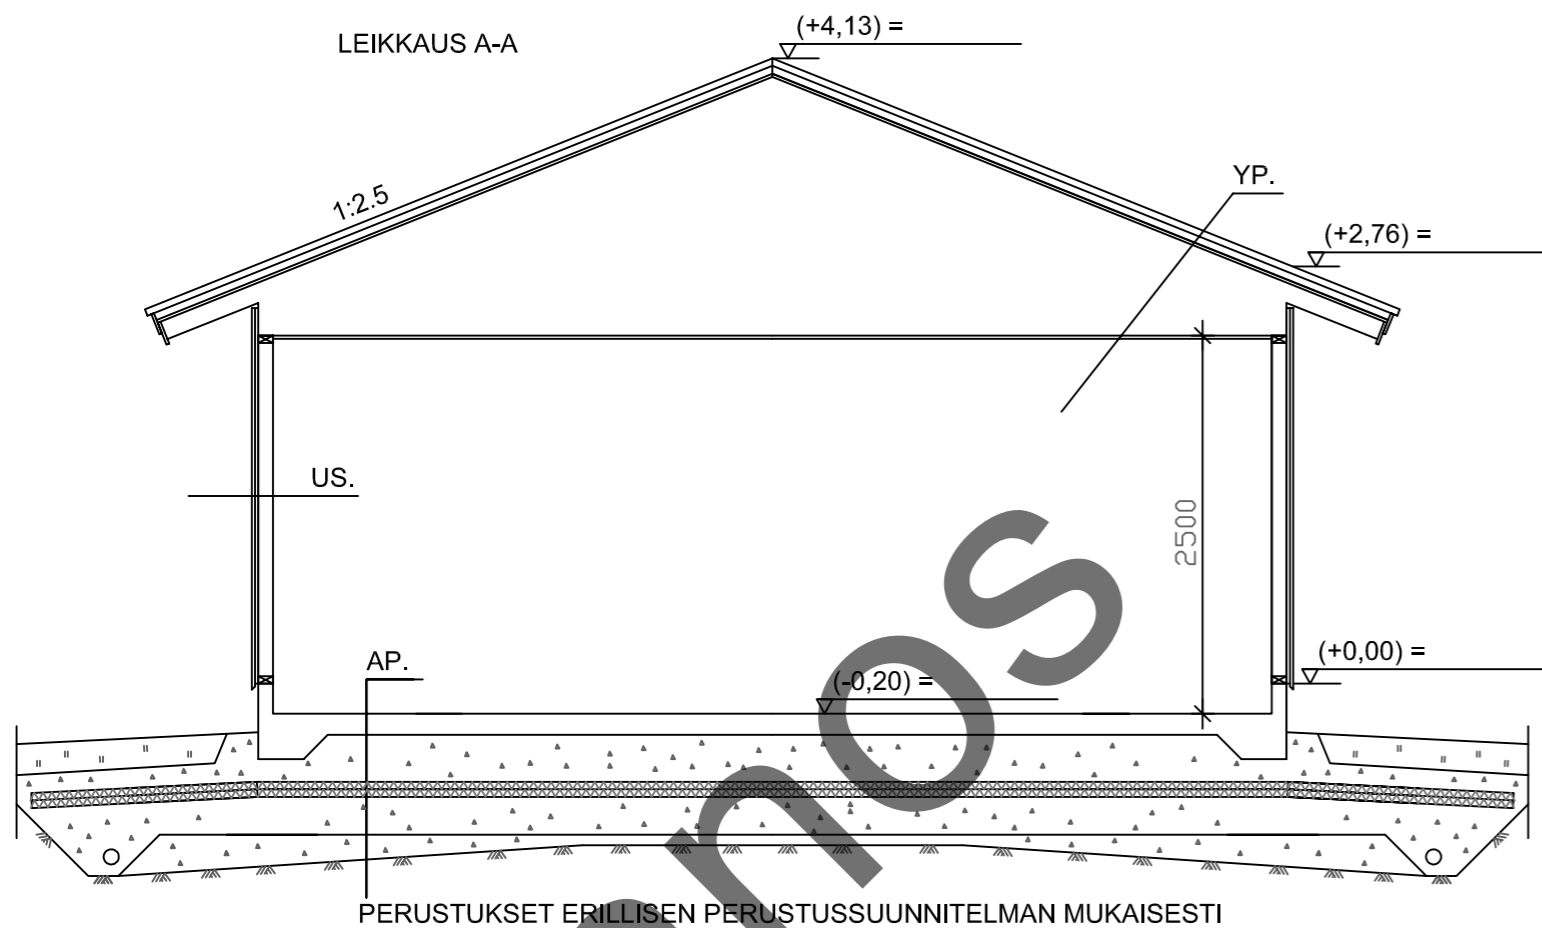 LEIKKAUS A-A
(+4,13) =
1:2.5
YP.
(+2,76) =
US.
2500
AP.
(-0,20) =
(+0,00) =
PERUSTUKSET ERILLISEN PERUSTUSSUUNNITELMAN MUKAISESTI
nos